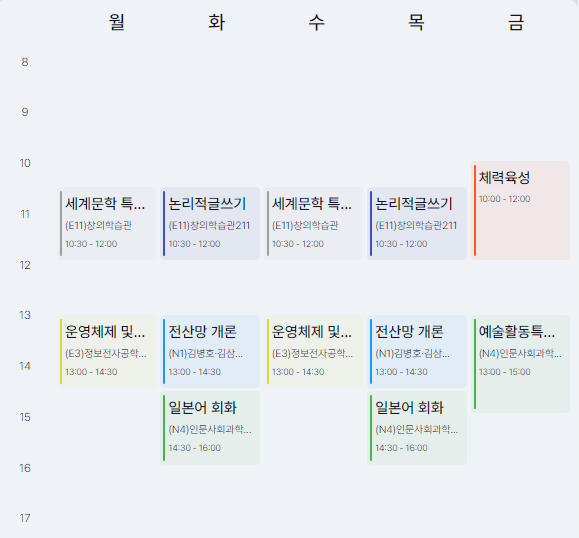 월 화 수 목 금
8
9
10
11
12
13
14
15
16
17
세계문학 특...
(E11)창의학습관
10:30 - 12:00
운영체제 및...
(E3)정보전자공학...
13:00 - 14:30
논리적글쓰기
(E11)창의학습관211
10:30 - 12:00
전산망 개론
(N1)김병호·김삼...
13:00 - 14:30
일본어 회화
(N4)인문사회과학...
14:30 - 16:00
세계문학 특...
(E11)창의학습관
10:30 - 12:00
운영체제 및...
(E3)정보전자공학...
13:00 - 14:30
논리적글쓰기
(E11)창의학습관211
10:30 - 12:00
전산망 개론
(N1)김병호·김삼...
13:00 - 14:30
일본어 회화
(N4)인문사회과학...
14:30 - 16:00
체력육성
10:00 - 12:00
예술활동특...
(N4)인문사회과학...
13:00 - 15:00